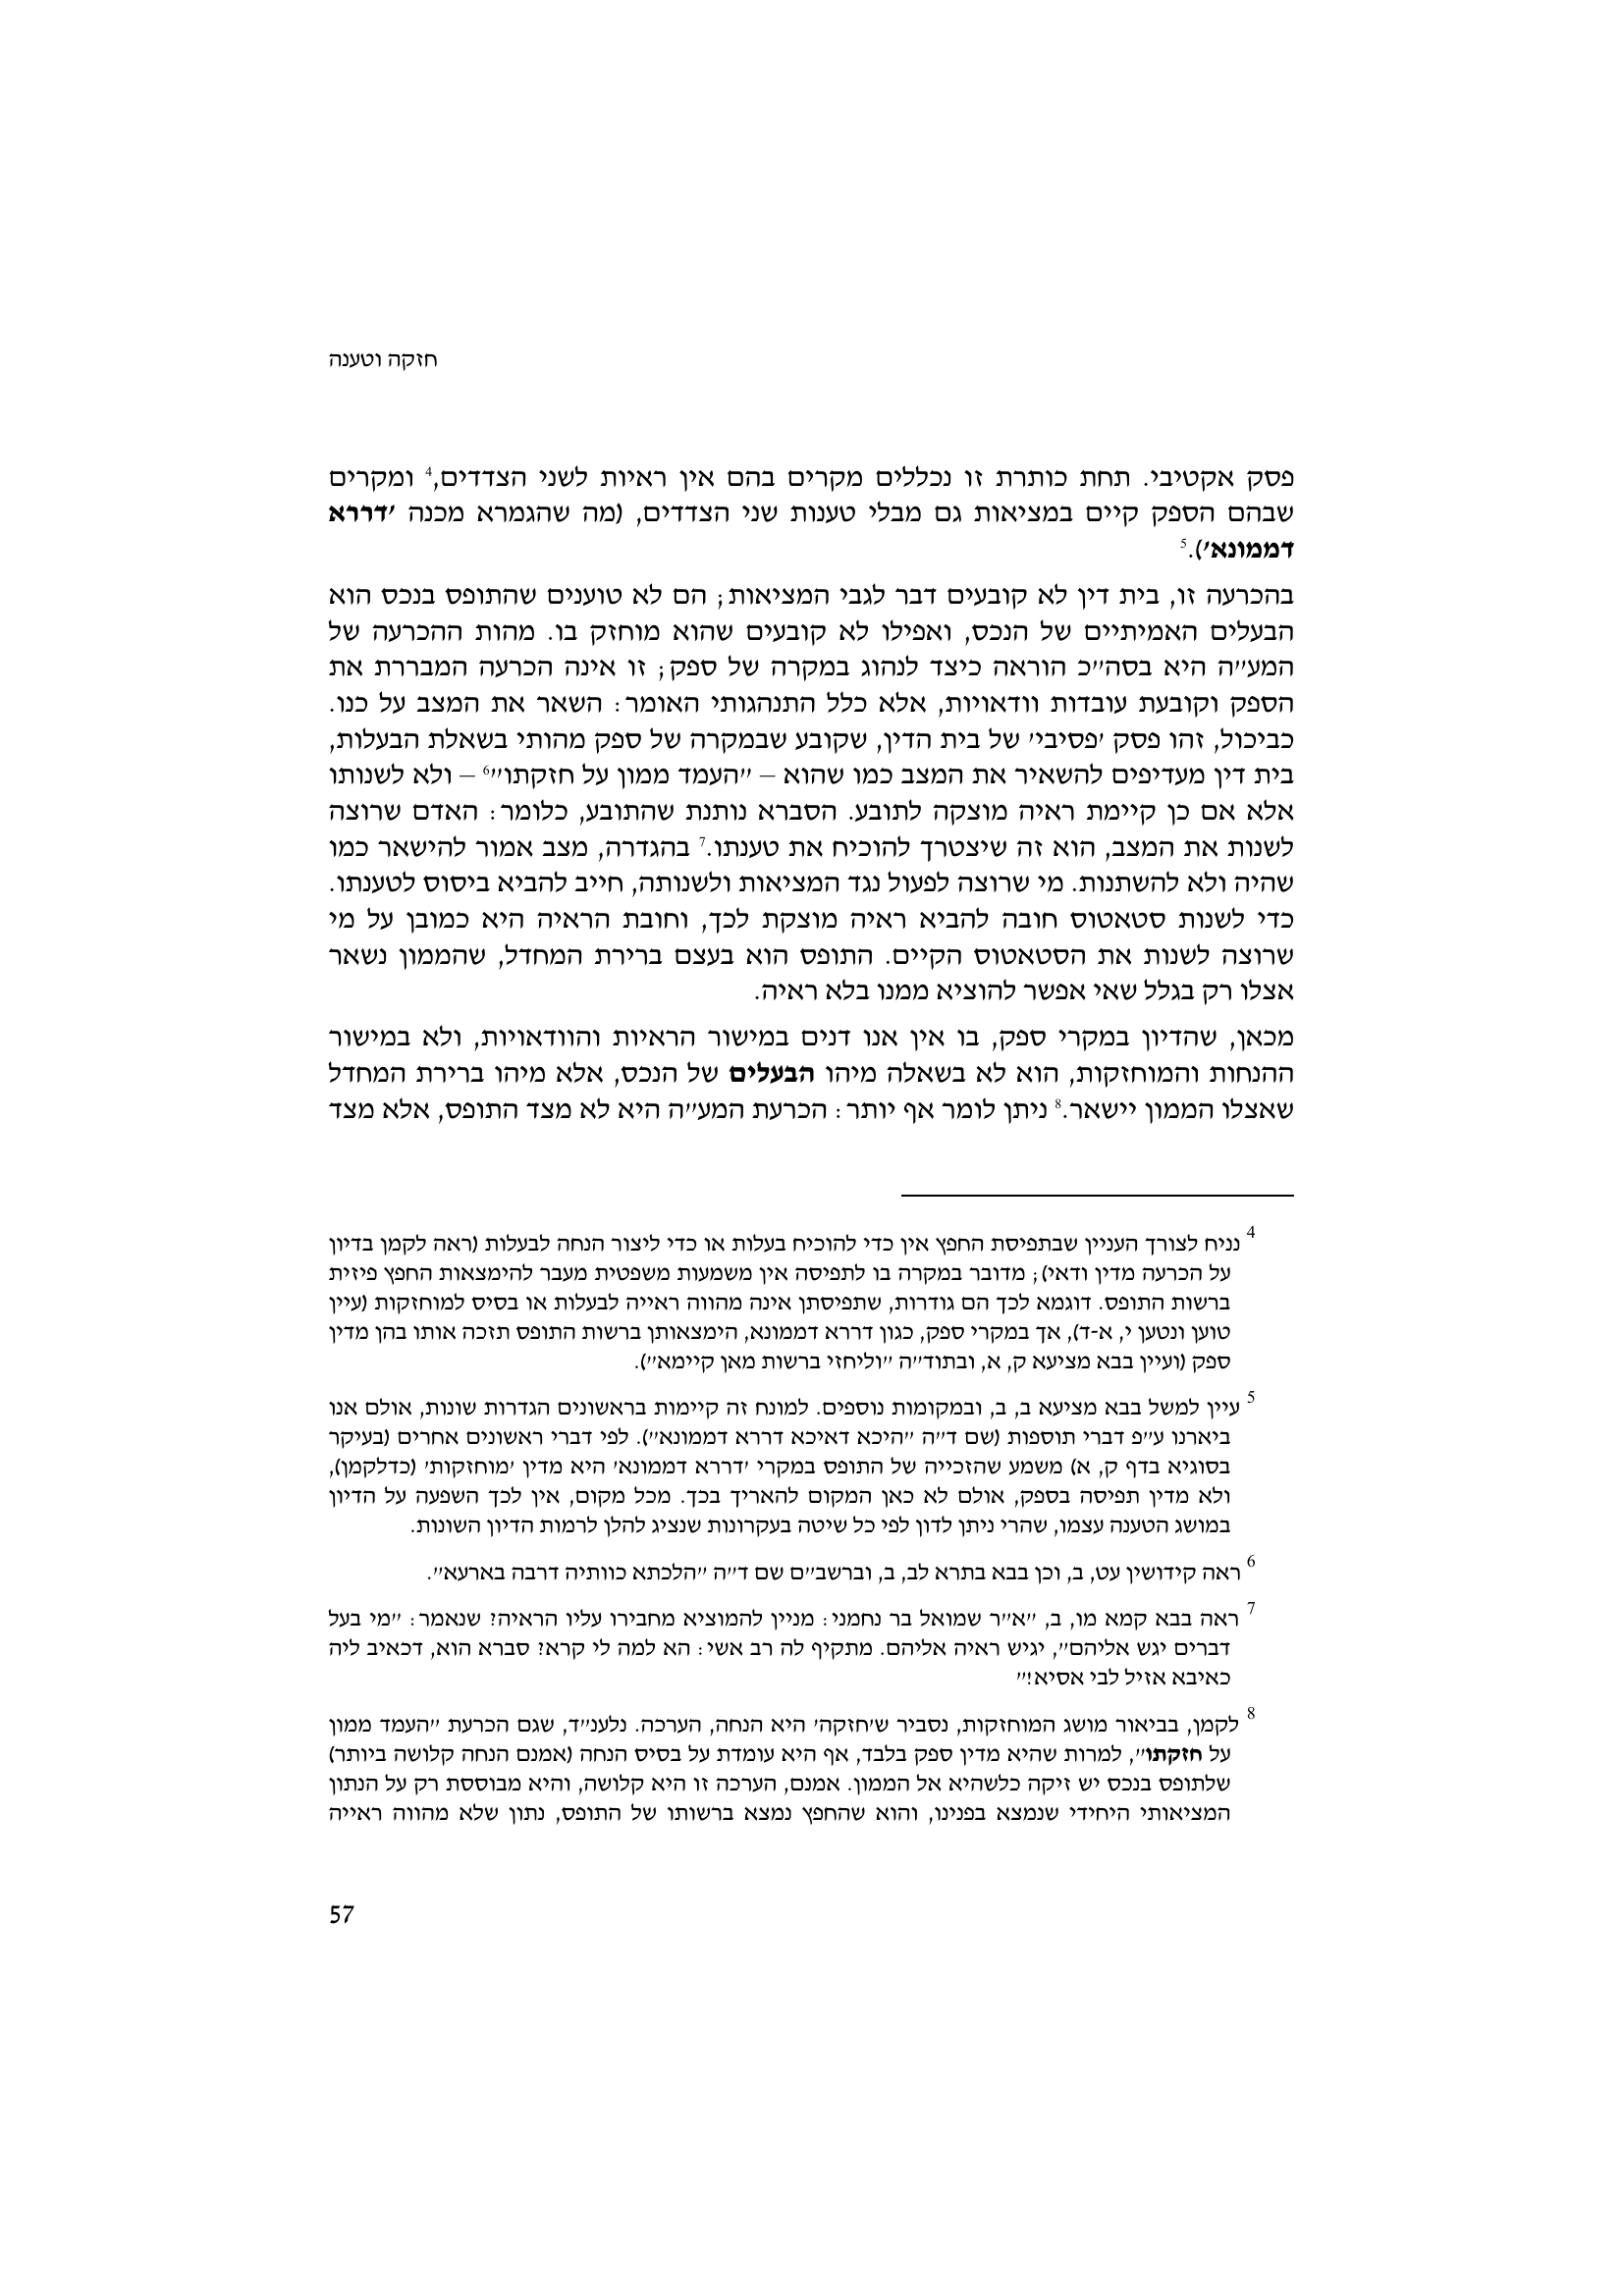 חזקה וטענה
פסק אקטיבי. תחת כותרת זו נכללים מקרים בהם אין ראיות לשני הצדדים,4 ומקרים
שבהם הספק קיים במציאות גם מבלי טענות שני הצדדים, (מה שהגמרא מכנה 'דררא
דממונא').5
בהכרעה זו, בית דין לא קובעים דבר לגבי המציאות; הם לא טוענים שהתופס בנכס הוא
הבעלים האמיתיים של הנכס, ואפילו לא קובעים שהוא מוחזק בו. מהות ההכרעה של
המע''ה היא בסה''כ הוראה כיצד לנהוג במקרה של ספק; זו אינה הכרעה המבררת את
הספק וקובעת עובדות וודאויות, אלא כלל התנהגותי האומר: השאר את המצב על כנו.
כביכול, זהו פסק 'פסיבי' של בית הדין, שקובע שבמקרה של ספק מהותי בשאלת הבעלות,
בית דין מעדיפים להשאיר את המצב כמו שהוא – ''העמד ממון על חזקתו''6 – ולא לשנותו
אלא אם כן קיימת ראיה מוצקה לתובע. הסברא נותנת שהתובע, כלומר: האדם שרוצה
לשנות את המצב, הוא זה שיצטרך להוכיח את טענתו.7 בהגדרה, מצב אמור להישאר כמו
שהיה ולא להשתנות. מי שרוצה לפעול נגד המציאות ולשנותה, חייב להביא ביסוס לטענתו.
כדי לשנות סטאטוס חובה להביא ראיה מוצקת לכך, וחובת הראיה היא כמובן על מי
שרוצה לשנות את הסטאטוס הקיים. התופס הוא בעצם ברירת המחדל, שהממון נשאר
אצלו רק בגלל שאי אפשר להוציא ממנו בלא ראיה.
מכאן, שהדיון במקרי ספק, בו אין אנו דנים במישור הראיות והוודאויות, ולא במישור
ההנחות והמוחזקות, הוא לא בשאלה מיהו הבעלים של הנכס, אלא מיהו ברירת המחדל
שאצלו הממון יישאר.8 ניתן לומר אף יותר: הכרעת המע''ה היא לא מצד התופס, אלא מצד
4 נניח לצורך העניין שבתפיסת החפץ אין כדי להוכיח בעלות או כדי ליצור הנחה לבעלות (ראה לקמן בדיון
על הכרעה מדין ודאי); מדובר במקרה בו לתפיסה אין משמעות משפטית מעבר להימצאות החפץ פיזית
ברשות התופס. דוגמא לכך הם גודרות, שתפיסתן אינה מהווה ראייה לבעלות או בסיס למוחזקות (עיין
טוען ונטען י, א-ד), אך במקרי ספק, כגון דררא דממונא, הימצאותן ברשות התופס תזכה אותו בהן מדין
ספק (ועיין בבא מציעא ק, א, ובתוד''ה ''וליחזי ברשות מאן קיימא'').
5 עיין למשל בבא מציעא ב, ב, ובמקומות נוספים. למונח זה קיימות בראשונים הגדרות שונות, אולם אנו
ביארנו ע''פ דברי תוספות (שם ד''ה ''היכא דאיכא דררא דממונא''). לפי דברי ראשונים אחרים (בעיקר
בסוגיא בדף ק, א) משמע שהזכייה של התופס במקרי 'דררא דממונא' היא מדין 'מוחזקות' (כדלקמן),
ולא מדין תפיסה בספק, אולם לא כאן המקום להאריך בכך. מכל מקום, אין לכך השפעה על הדיון
במושג הטענה עצמו, שהרי ניתן לדון לפי כל שיטה בעקרונות שנציג להלן לרמות הדיון השונות.
6 ראה קידושין עט, ב, וכן בבא בתרא לב, ב, וברשב''ם שם ד''ה ''הלכתא כוותיה דרבה בארעא''.
7 ראה בבא קמא מו, ב, ''א''ר שמואל בר נחמני: מניין להמוציא מחבירו עליו הראיה? שנאמר: ''מי בעל
דברים יגש אליהם'', יגיש ראיה אליהם. מתקיף לה רב אשי: הא למה לי קרא? סברא הוא, דכאיב ליה
כאיבא אזיל לבי אסיא!''
8 לקמן, בביאור מושג המוחזקות, נסביר ש'חזקה' היא הנחה, הערכה. נלענ''ד, שגם הכרעת ''העמד ממון
על חזקתו'', למרות שהיא מדין ספק בלבד, אף היא עומדת על בסיס הנחה (אמנם הנחה קלושה ביותר)
שלתופס בנכס יש זיקה כלשהיא אל הממון. אמנם, הערכה זו היא קלושה, והיא מבוססת רק על הנתון
המציאותי היחידי שנמצא בפנינו, והוא שהחפץ נמצא ברשותו של התופס, נתון שלא מהווה ראייה
57